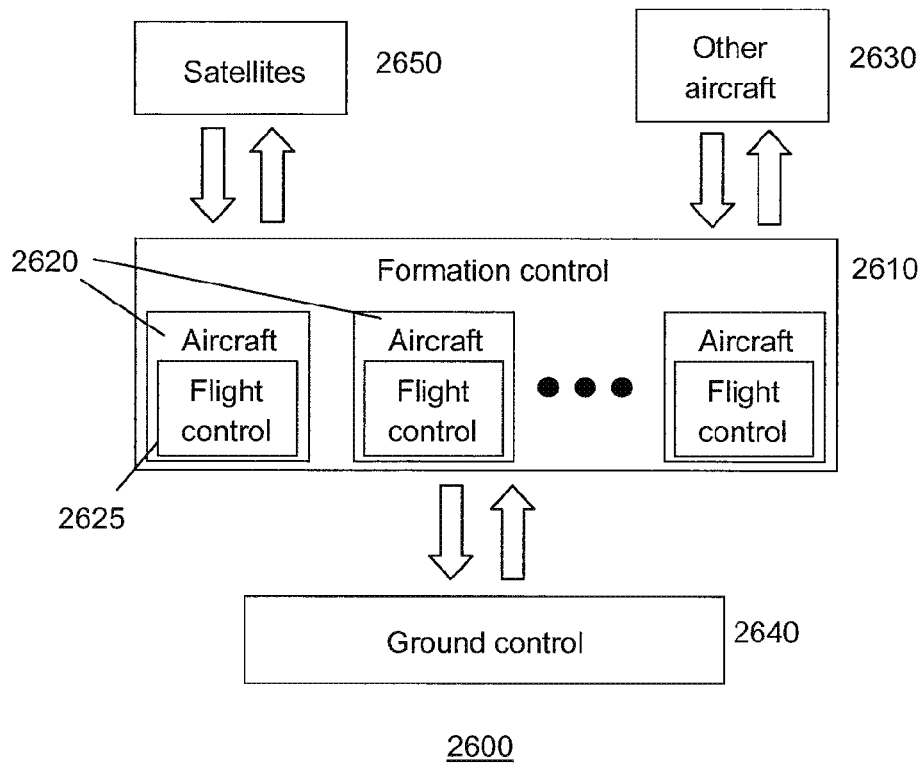 Satellites
2650
Other
aircraft
2630
2620
Formation control
2610
Aircraft
Flight
control
Aircraft
Flight
control
Aircraft
Flight
control
2625
Ground control
2640
2600